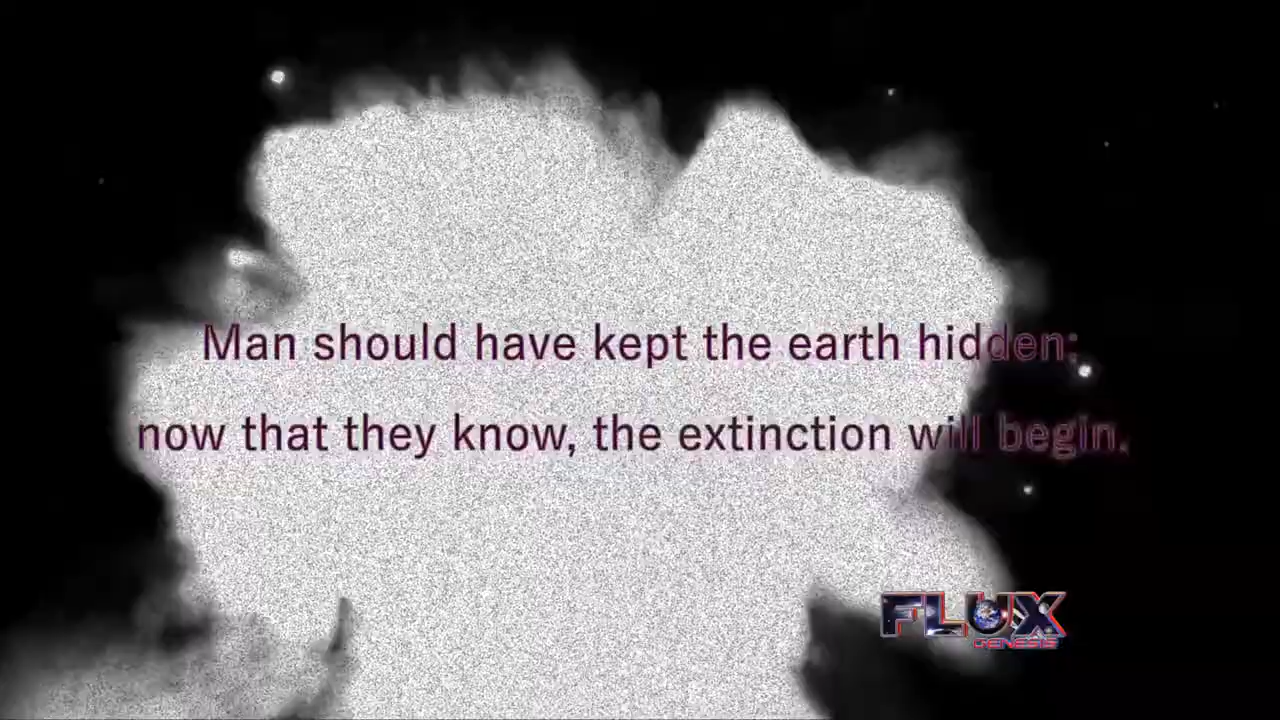 Man should have kept the earth hidden;
now that they know, the extinction will begin.
FLUX
GENESIS